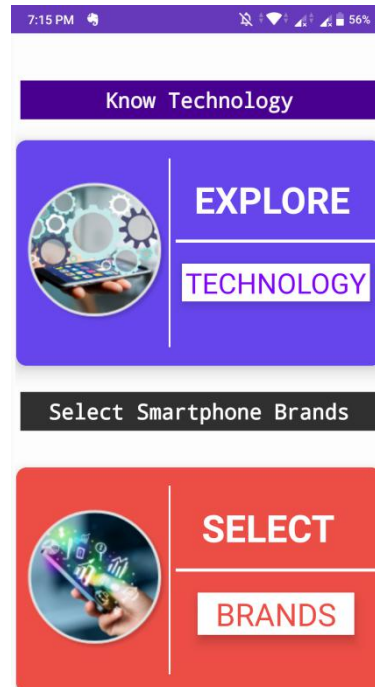 7:15 PM 56%
Know Technology
EXPLORE
TECHNOLOGY
Select Smartphone Brands
SELECT
BRANDS